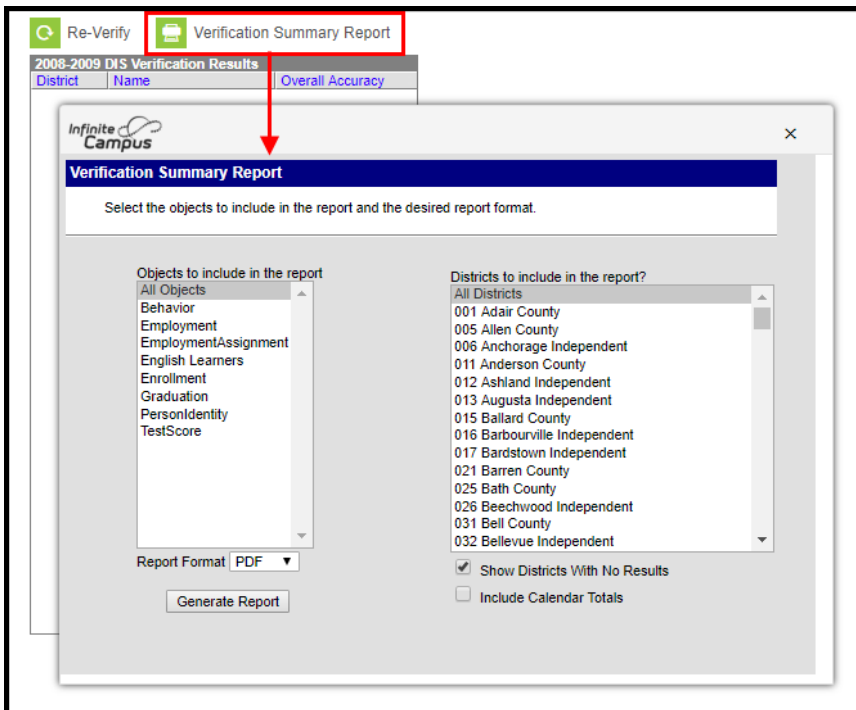 Re-Verify Verification Summary Report
2008-2009 DIS Verification Results
District Name Overall Accuracy
Infinite
Campus
×
Verification Summary Report
Select the objects to include in the report and the desired report format.
Objects to include in the report
All Objects
Behavior
Employment
EmploymentAssignment
English Learners
Enrollment
Graduation
PersonIdentity
TestScore
Report Format PDF
Generate Report
Districts to include in the report?
All Districts
001 Adair County
005 Allen County
006 Anchorage Independent
011 Anderson County
012 Ashland Independent
013 Augusta Independent
015 Ballard County
016 Barbourville Independent
017 Bardstown Independent
021 Barren County
025 Bath County
026 Beechwood Independent
031 Bell County
032 Bellevue Independent
Show Districts With No Results
Include Calendar Totals